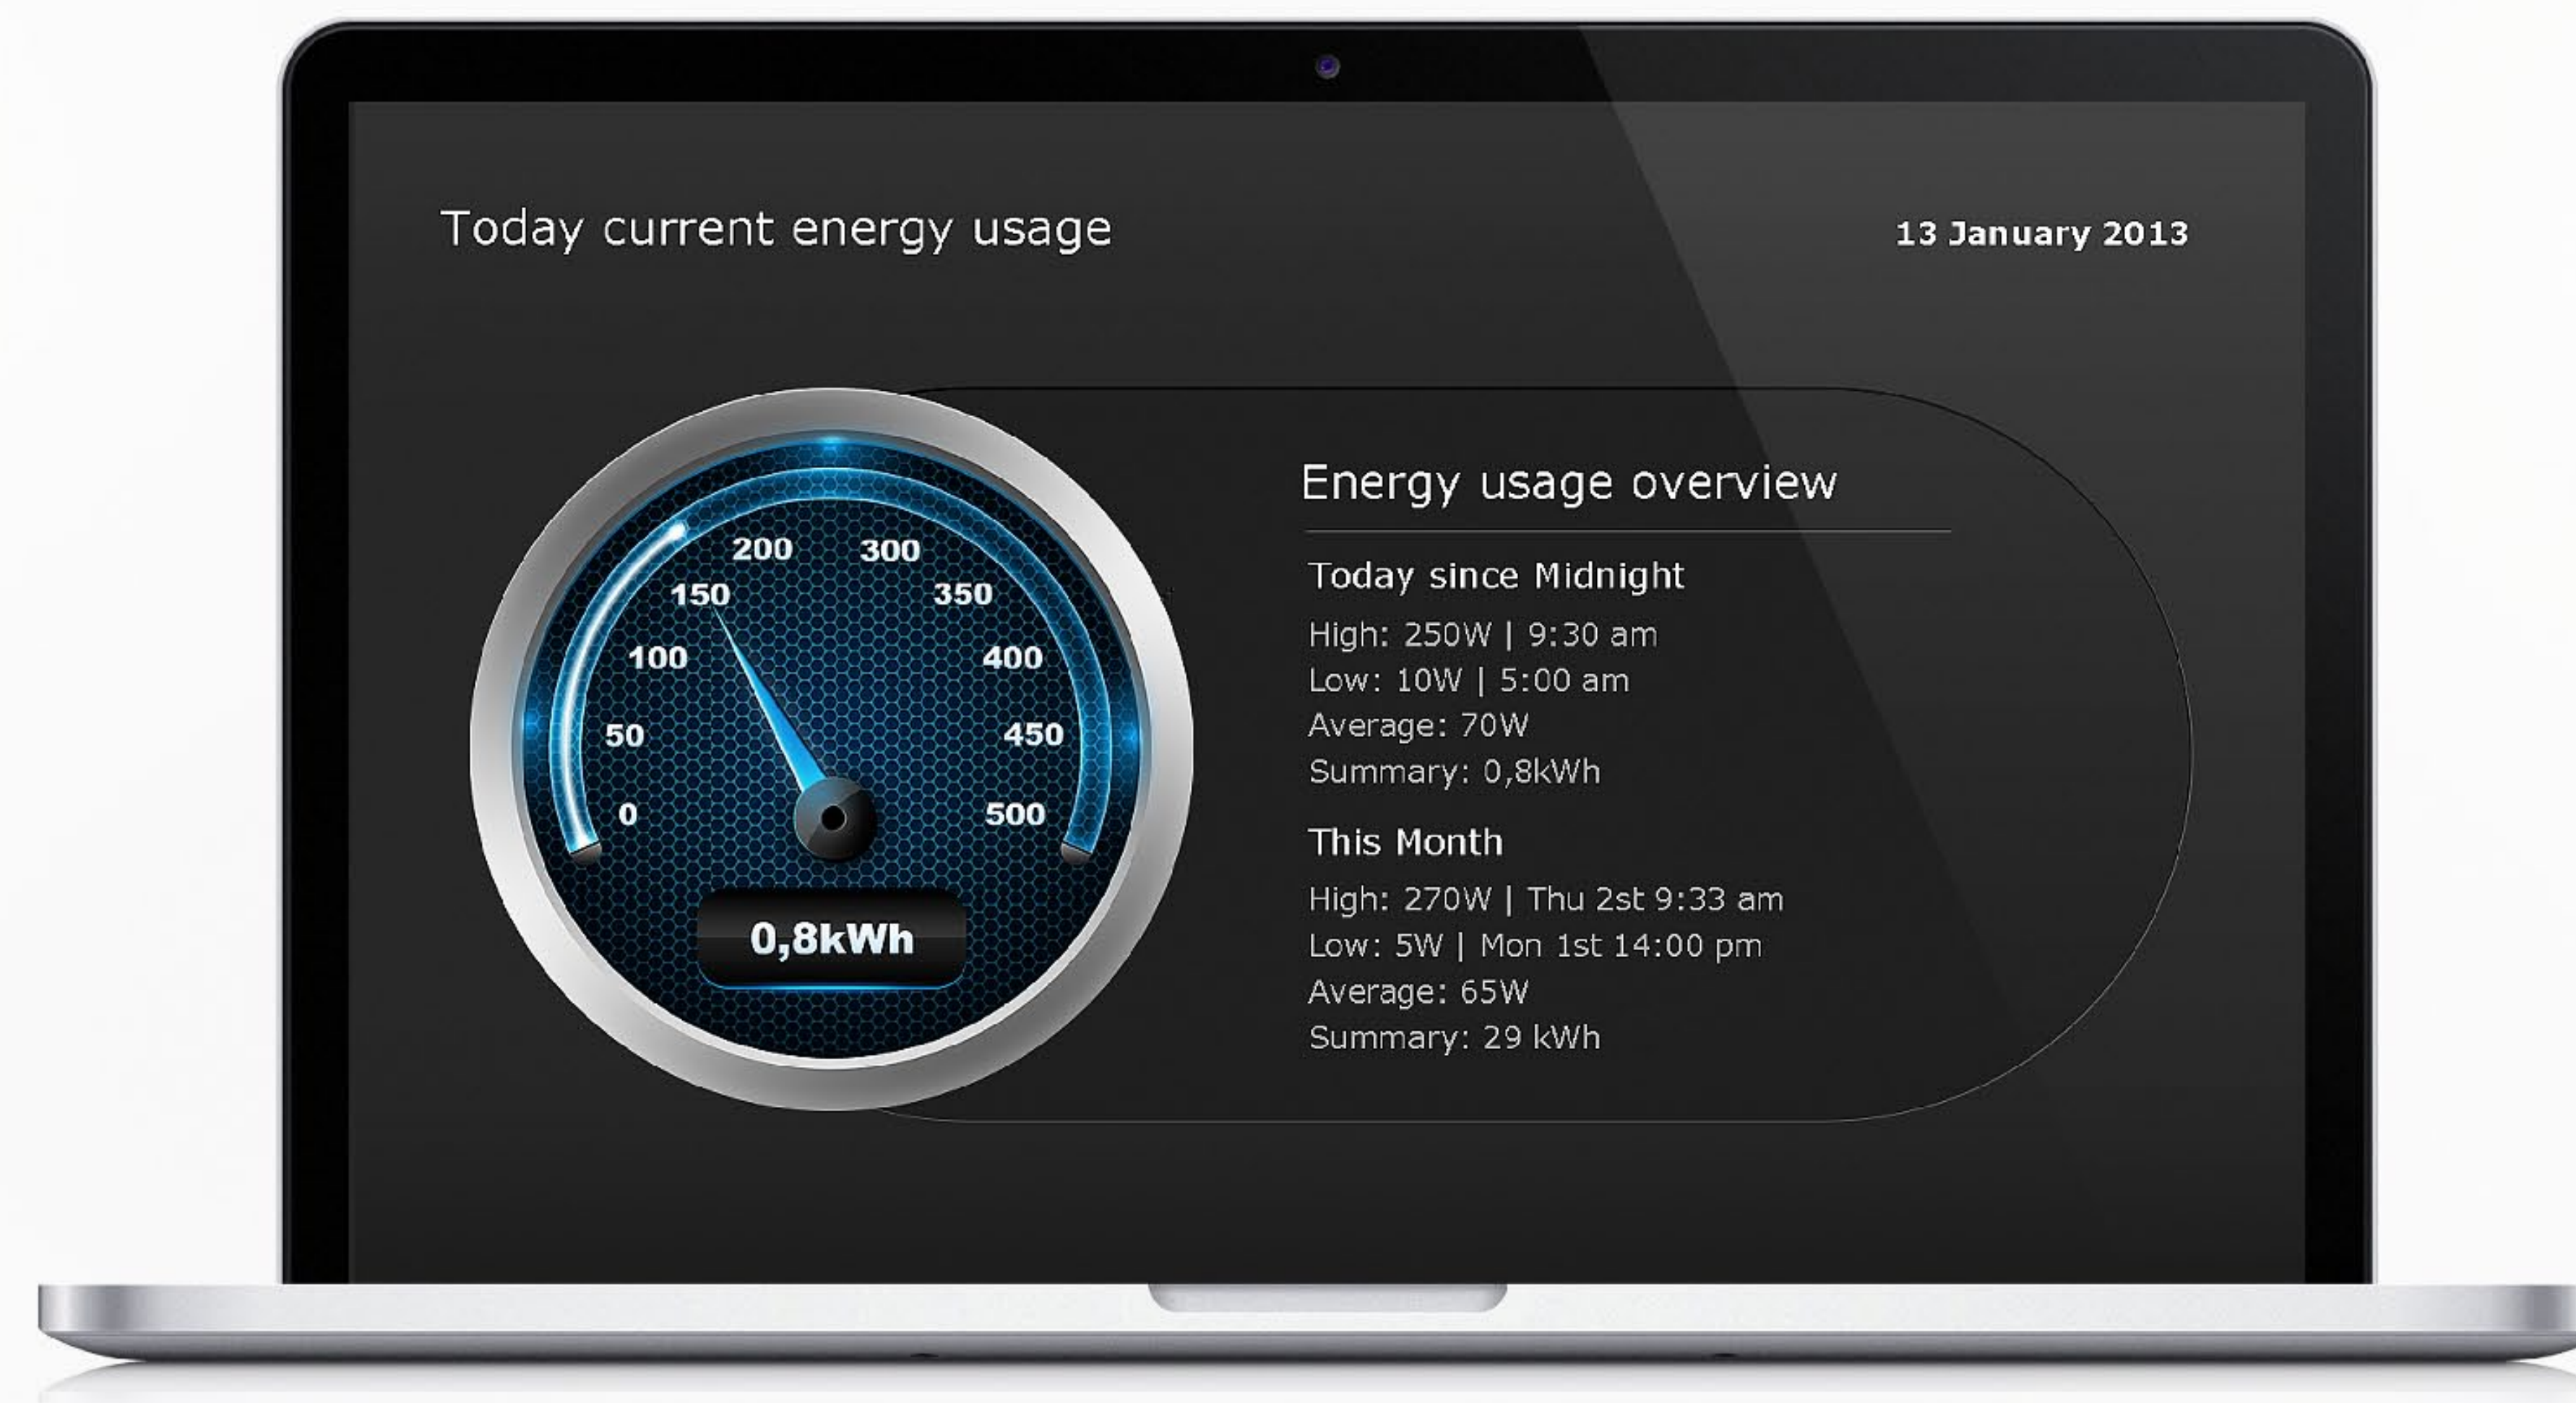 Today current energy usage
13 January 2013
200 300
150 350
100 400
50 450
0 500
0,8kWh
Energy usage overview
Today since Midnight
High: 250W | 9:30 am
Low: 10W | 5:00 am
Average: 70W
Summary: 0,8kWh
This Month
High: 270W | Thu 2st 9:33 am
Low: 5W | Mon 1st 14:00 pm
Average: 65W
Summary: 29 kWh